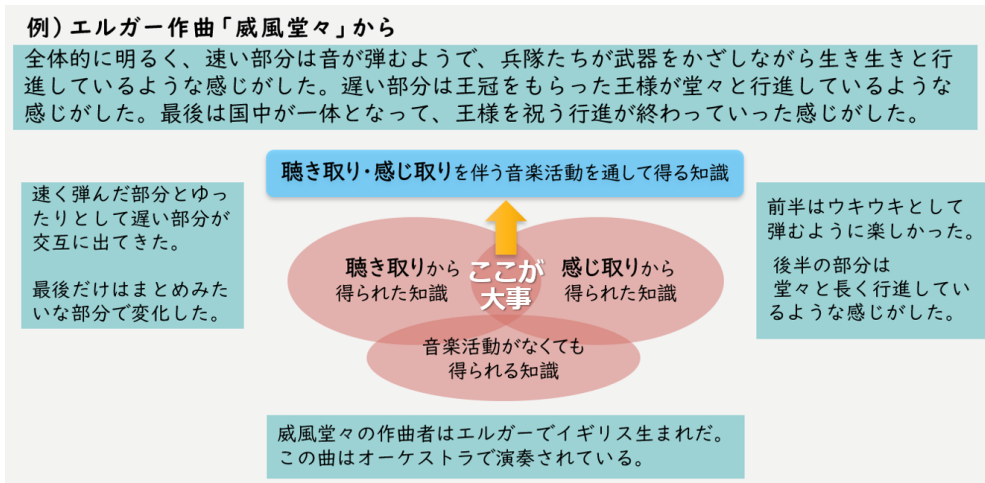 例）エルガー作曲「威風堂々」から
全体的に明るく、速い部分は音が弾むようで、兵隊たちが武器をかざしながら生き生きと行
進しているような感じがした。遅い部分は王冠をもらった王様が堂々と行進しているような
感じがした。最後は国中が一体となって、王様を祝う行進が終わっていった感じがした。
聴き取り・感じ取りを伴う音楽活動を通して得る知識
速く弾んだ部分とゆっ
たりとして遅い部分が
交互に出てきた。
最後だけはまとめみた
いな部分で変化した。
聴き取りから
得られた知識
ここが
大事
感じ取りから
得られた知識
前半はウキウキとして
弾むように楽しかった。
後半の部分は
堂々と長く行進してい
るような感じがした。
音楽活動がなくても
得られる知識
威風堂々の作曲者はエルガーでイギリス生まれだ。
この曲はオーケストラで演奏されている。